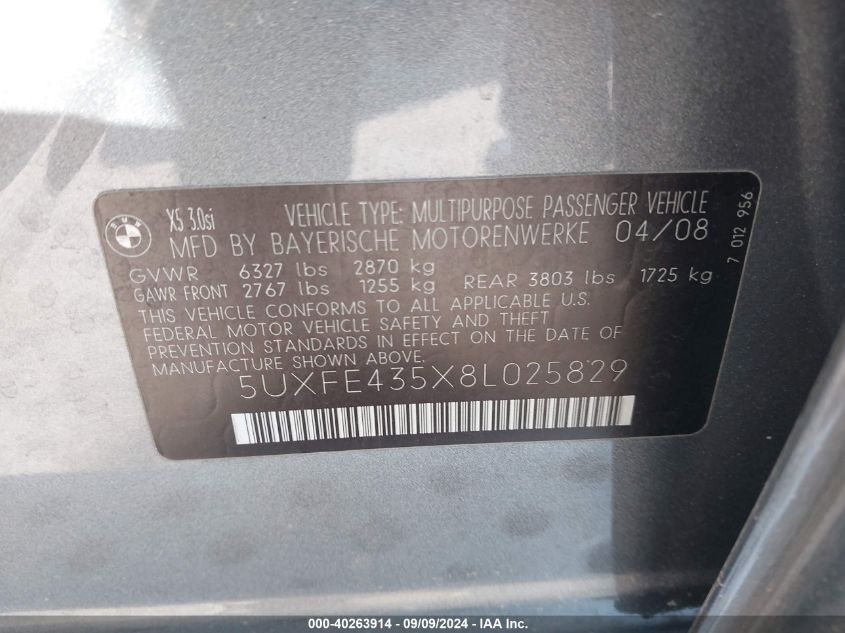 BMW X5 3.0si VEHICLE TYPE: MULTIPURPOSE PASSENGER VEHICLE
MFD BY BAYERISCHE MOTORENWERKE 04/08
GVWR 6327 lbs 2870 kg
GAWR FRONT 2767 lbs 1255 kg REAR 3803 lbs 1725 kg
THIS VEHICLE CONFORMS TO ALL APPLICABLE U.S.
FEDERAL MOTOR VEHICLE SAFETY AND THEFT
PREVENTION STANDARDS IN EFFECT ON THE DATE OF
MANUFACTURE SHOWN ABOVE.
5UXFE435X8L025829
7 012 956
000-40263914 / 09/09/2024 - IAA Inc.